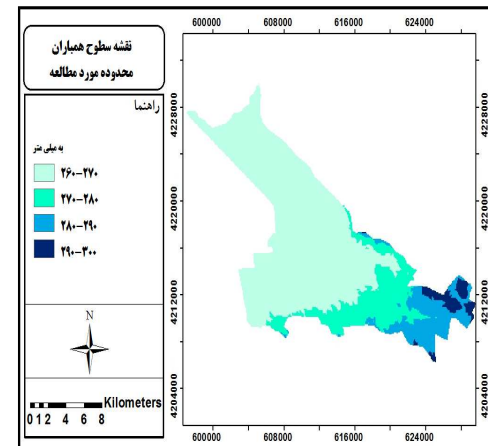 نقشه سطوح همباران
محدوده مورد مطالعه
راهنما
به میلی متر
۲۶۰-۲۷۰
۲۷۰-۲۸۰
۲۸۰-۲۹۰
۲۹۰-۳۰۰
N
Kilometers
0 1 2 4 6 8
600000 608000 616000 624000
4228000
4220000
4212000
4204000
4228000
4220000
4212000
4204000
600000 608000 616000 624000